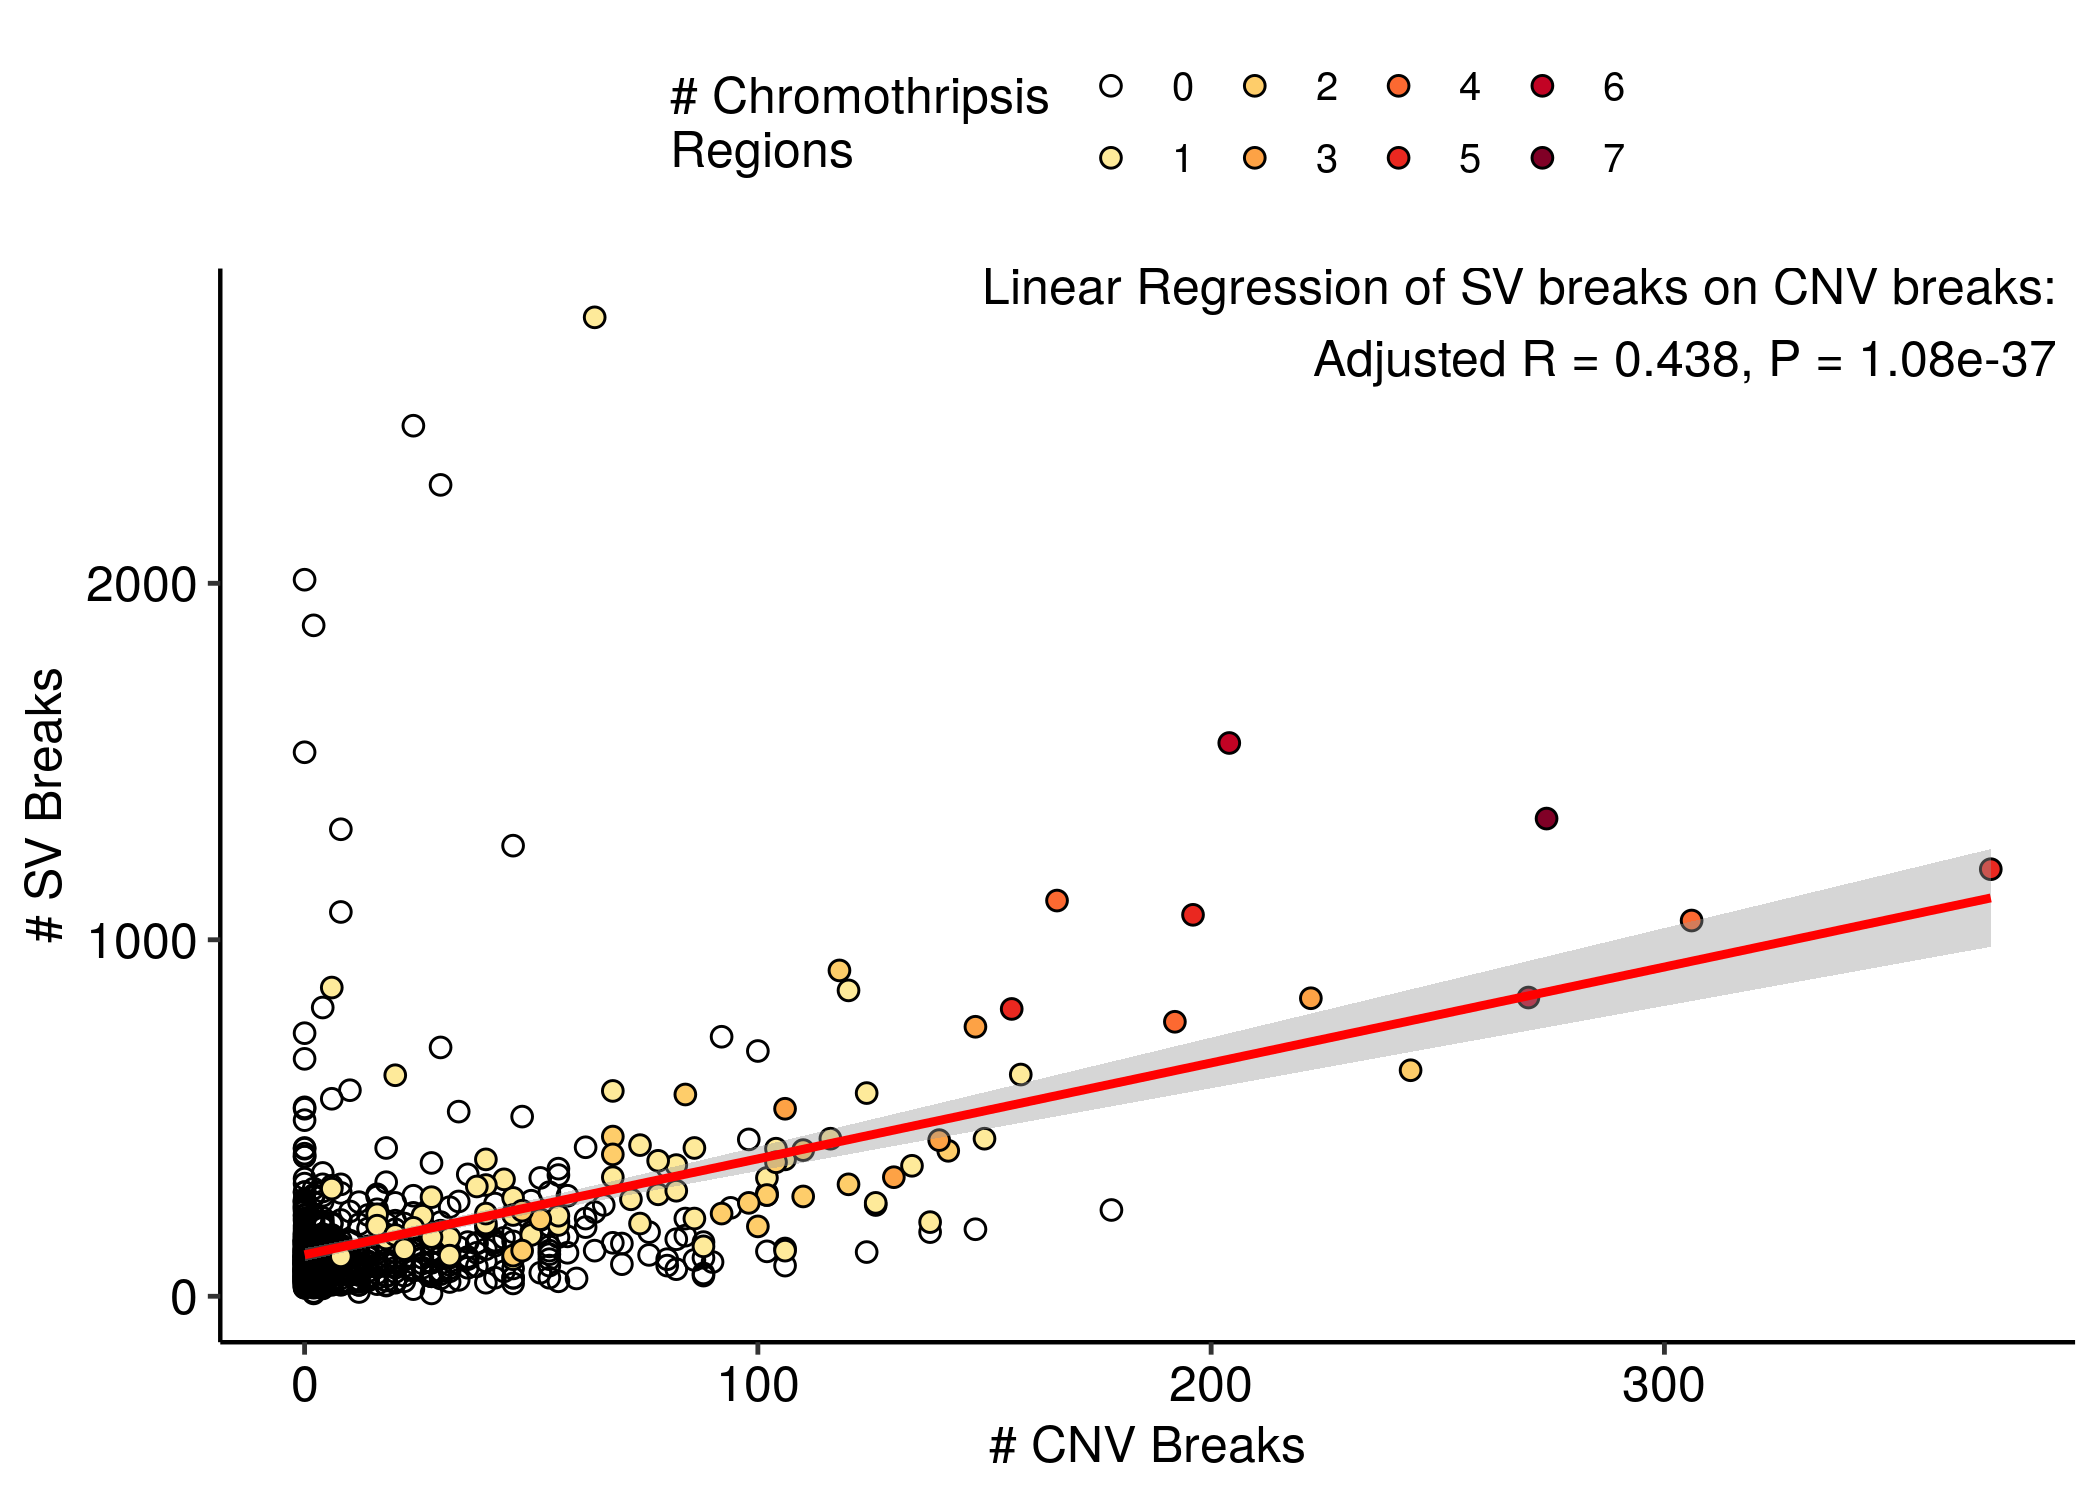 # Chromothripsis
Regions
0 2 4 6
1 3 5 7
Linear Regression of SV breaks on CNV breaks:
Adjusted R = 0.438, P = 1.08e-37
# SV Breaks
2000
1000
0
0 100 200 300
# CNV Breaks